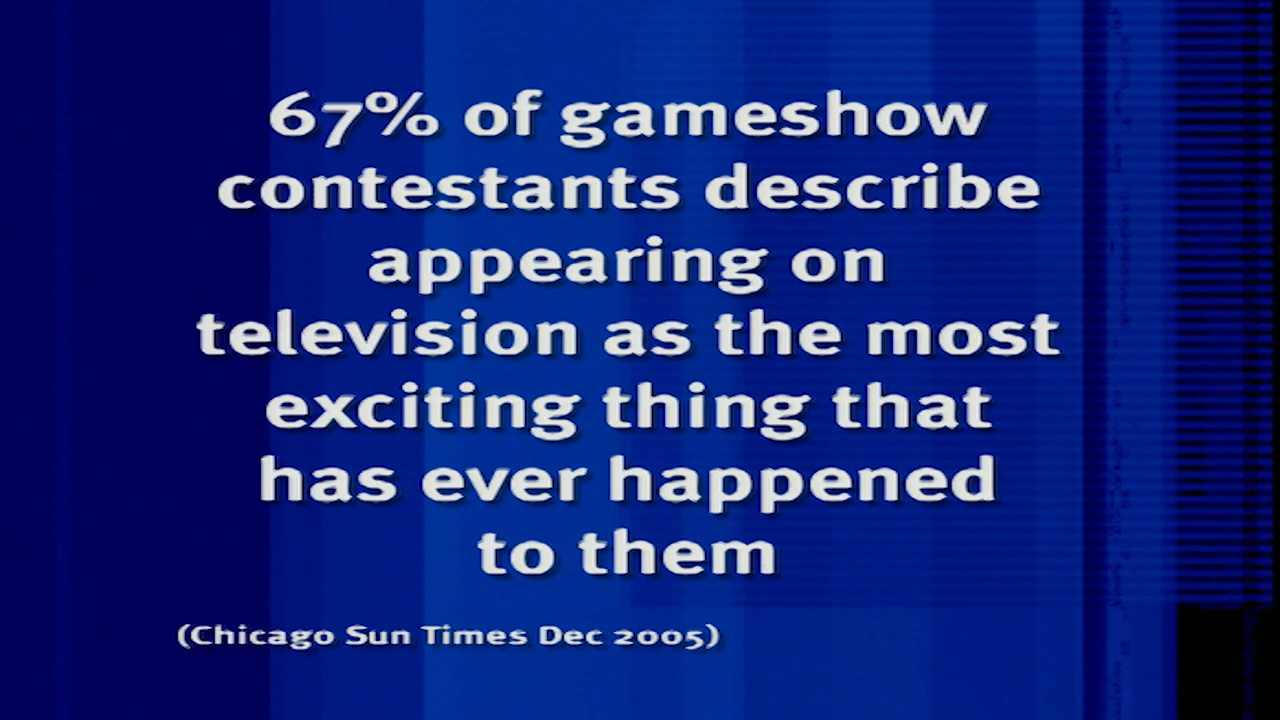 67% of gameshow
contestants describe
appearing on
television as the most
exciting thing that
has ever happened
to them
(Chicago Sun Times Dec 2005)